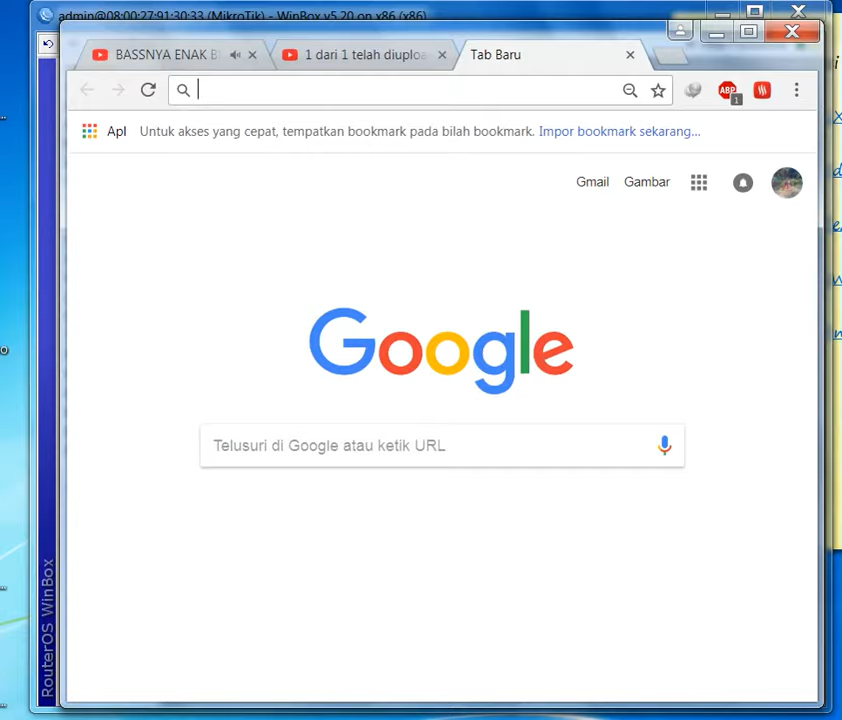 admin@08:00:27:91:30:33 (MikroTik) - WinBox v5.20 on x86 (x86)
BASSNYA ENAK B
1 dari 1 telah diuploa
Tab Baru
ABP
1
Apl
Untuk akses yang cepat, tempatkan bookmark pada bilah bookmark. Impor bookmark sekarang...
Gmail
Gambar
Google
Telusuri di Google atau ketik URL
RouterOS WinBox